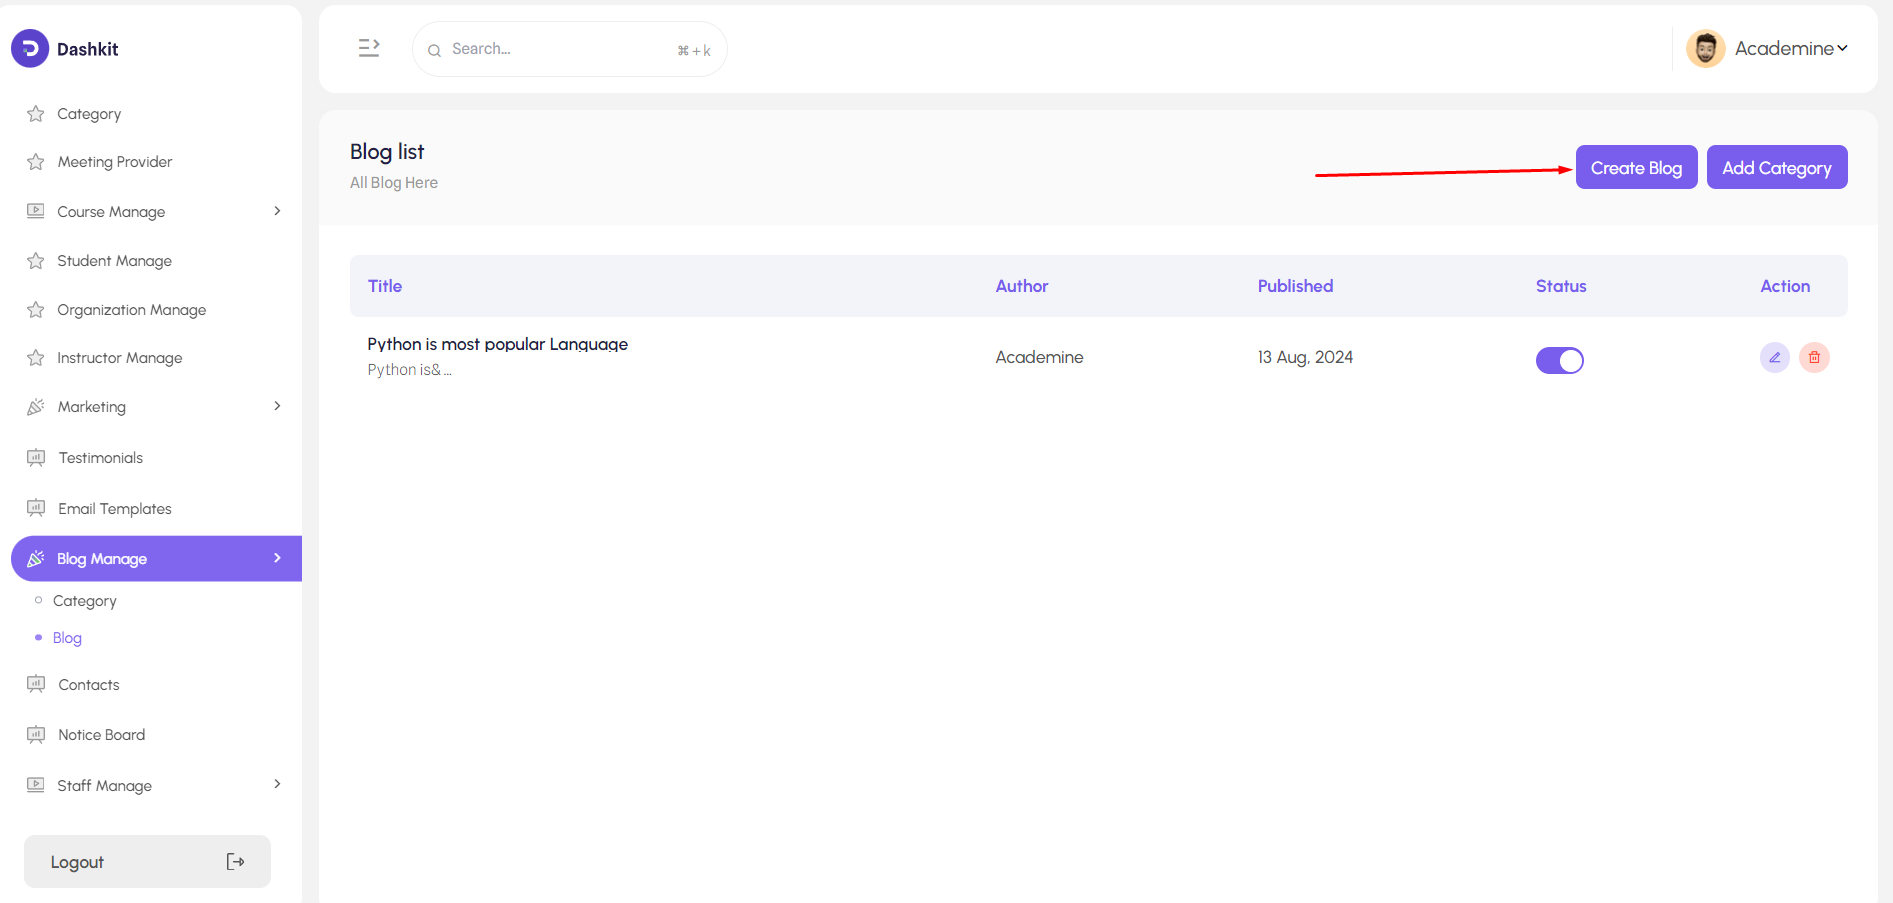 Dashkit
Search...
⌘ + k
Academine
Category
Meeting Provider
Course Manage
Student Manage
Organization Manage
Instructor Manage
Marketing
Testimonials
Email Templates
Blog Manage
Category
Blog
Contacts
Notice Board
Staff Manage
Logout
Blog list
All Blog Here
Create Blog
Add Category
Title
Author
Published
Status
Action
Python is most popular Language
Python is& ...
Academine
13 Aug, 2024